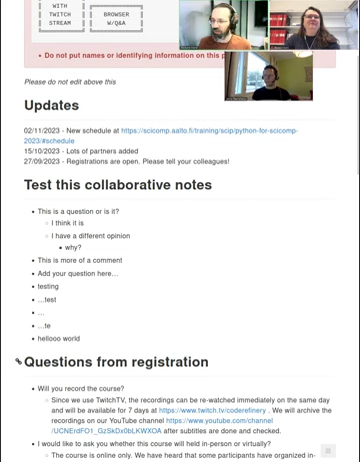 WITH
TWITCH
STREAM
BROWSER
W/Q&A
Do not put names or identifying information on this p
Please do not edit above this
Updates
02/11/2023 - New schedule at https://scicomp.aalto.fi/training/scip/python-for-scicomp-
2023/#schedule
15/10/2023 - Lots of partners added
27/09/2023 - Registrations are open. Please tell your colleagues!
Test this collaborative notes
This is a question or is it?
I think it is
I have a different opinion
why?
This is more of a comment
Add your question here…
testing
…test
…
…te
hellooo world
Questions from registration
Will you record the course?
Since we use TwitchTV, the recordings can be re-watched immediately on the same day
and will be available for 7 days at https://www.twitch.tv/coderefinery . We will archive the
recordings on our YouTube channel https://www.youtube.com/channel
/UCNErdFO1_GzSkDx0bLKWXOA after subtitles are done and checked.
I would like to ask you whether this course will held in-person or virtually?
The course is online only. We have heard that some participants have organized in-